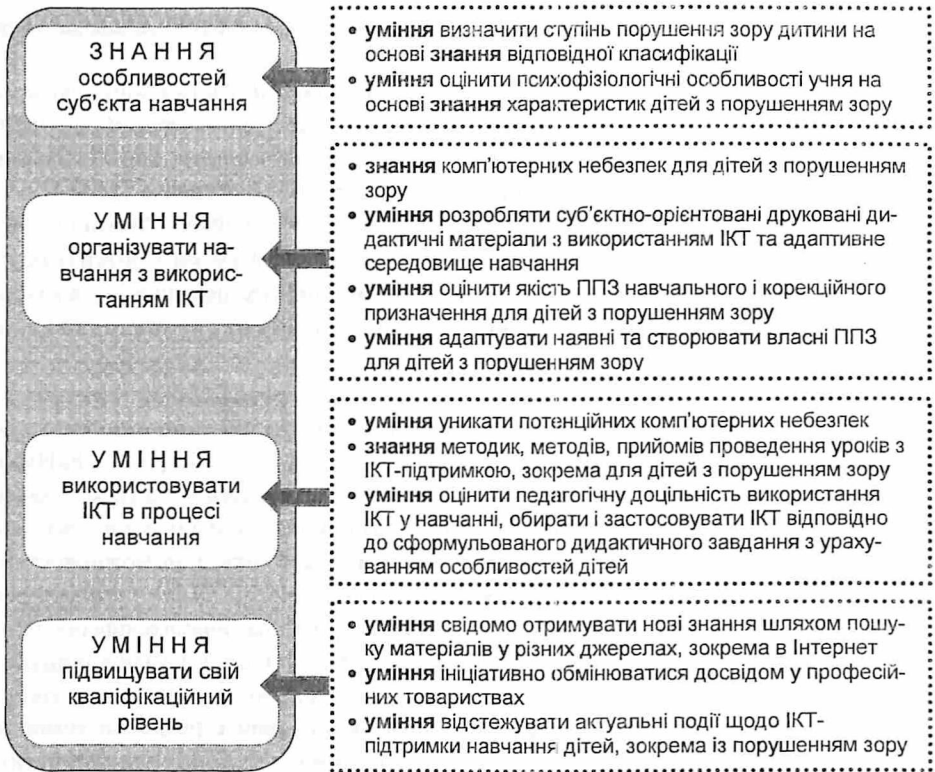 ЗНАННЯ
особливостей
суб'єкта навчання
• уміння визначити ступінь порушення зору дитини на
основі знання відповідної класифікації
• уміння оцінити психофізіологічні особливості учня на
основі знання характеристик дітей з порушенням зору
УМІННЯ
організувати на-
вчання з викорис-
танням ІКТ
• знання комп'ютерних небезпек для дітей з порушенням
зору
• уміння розробляти суб'єктно-орієнтовані друковані ди-
дактичні матеріали з використанням ІКТ та адаптивне
середовище навчання
• уміння оцінити якість ППЗ навчального і корекційного
призначення для дітей з порушенням зору
• уміння адаптувати наявні та створювати власні ППЗ
для дітей з порушенням зору
УМІННЯ
використовувати
ІКТ в процесі
навчання
• уміння уникати потенційних комп'ютерних небезпек
• знання методик, методів, прийомів проведення уроків з
ІКТ-підтримкою, зокрема для дітей з порушенням зору
• уміння оцінити педагогічну доцільність використання
ІКТ у навчанні, обирати і застосовувати ІКТ відповідно
до сформульованого дидактичного завдання з ураху-
ванням особливостей дітей
УМІННЯ
підвищувати свій
кваліфікаційний
рівень
• уміння свідомо отримувати нові знання шляхом пошу-
ку матеріалів у різних джерелах, зокрема в Інтернет
• уміння ініціативно обмінюватися досвідом у професій-
них товариствах
• уміння відстежувати актуальні події щодо ІКТ-
підтримки навчання дітей, зокрема із порушенням зору